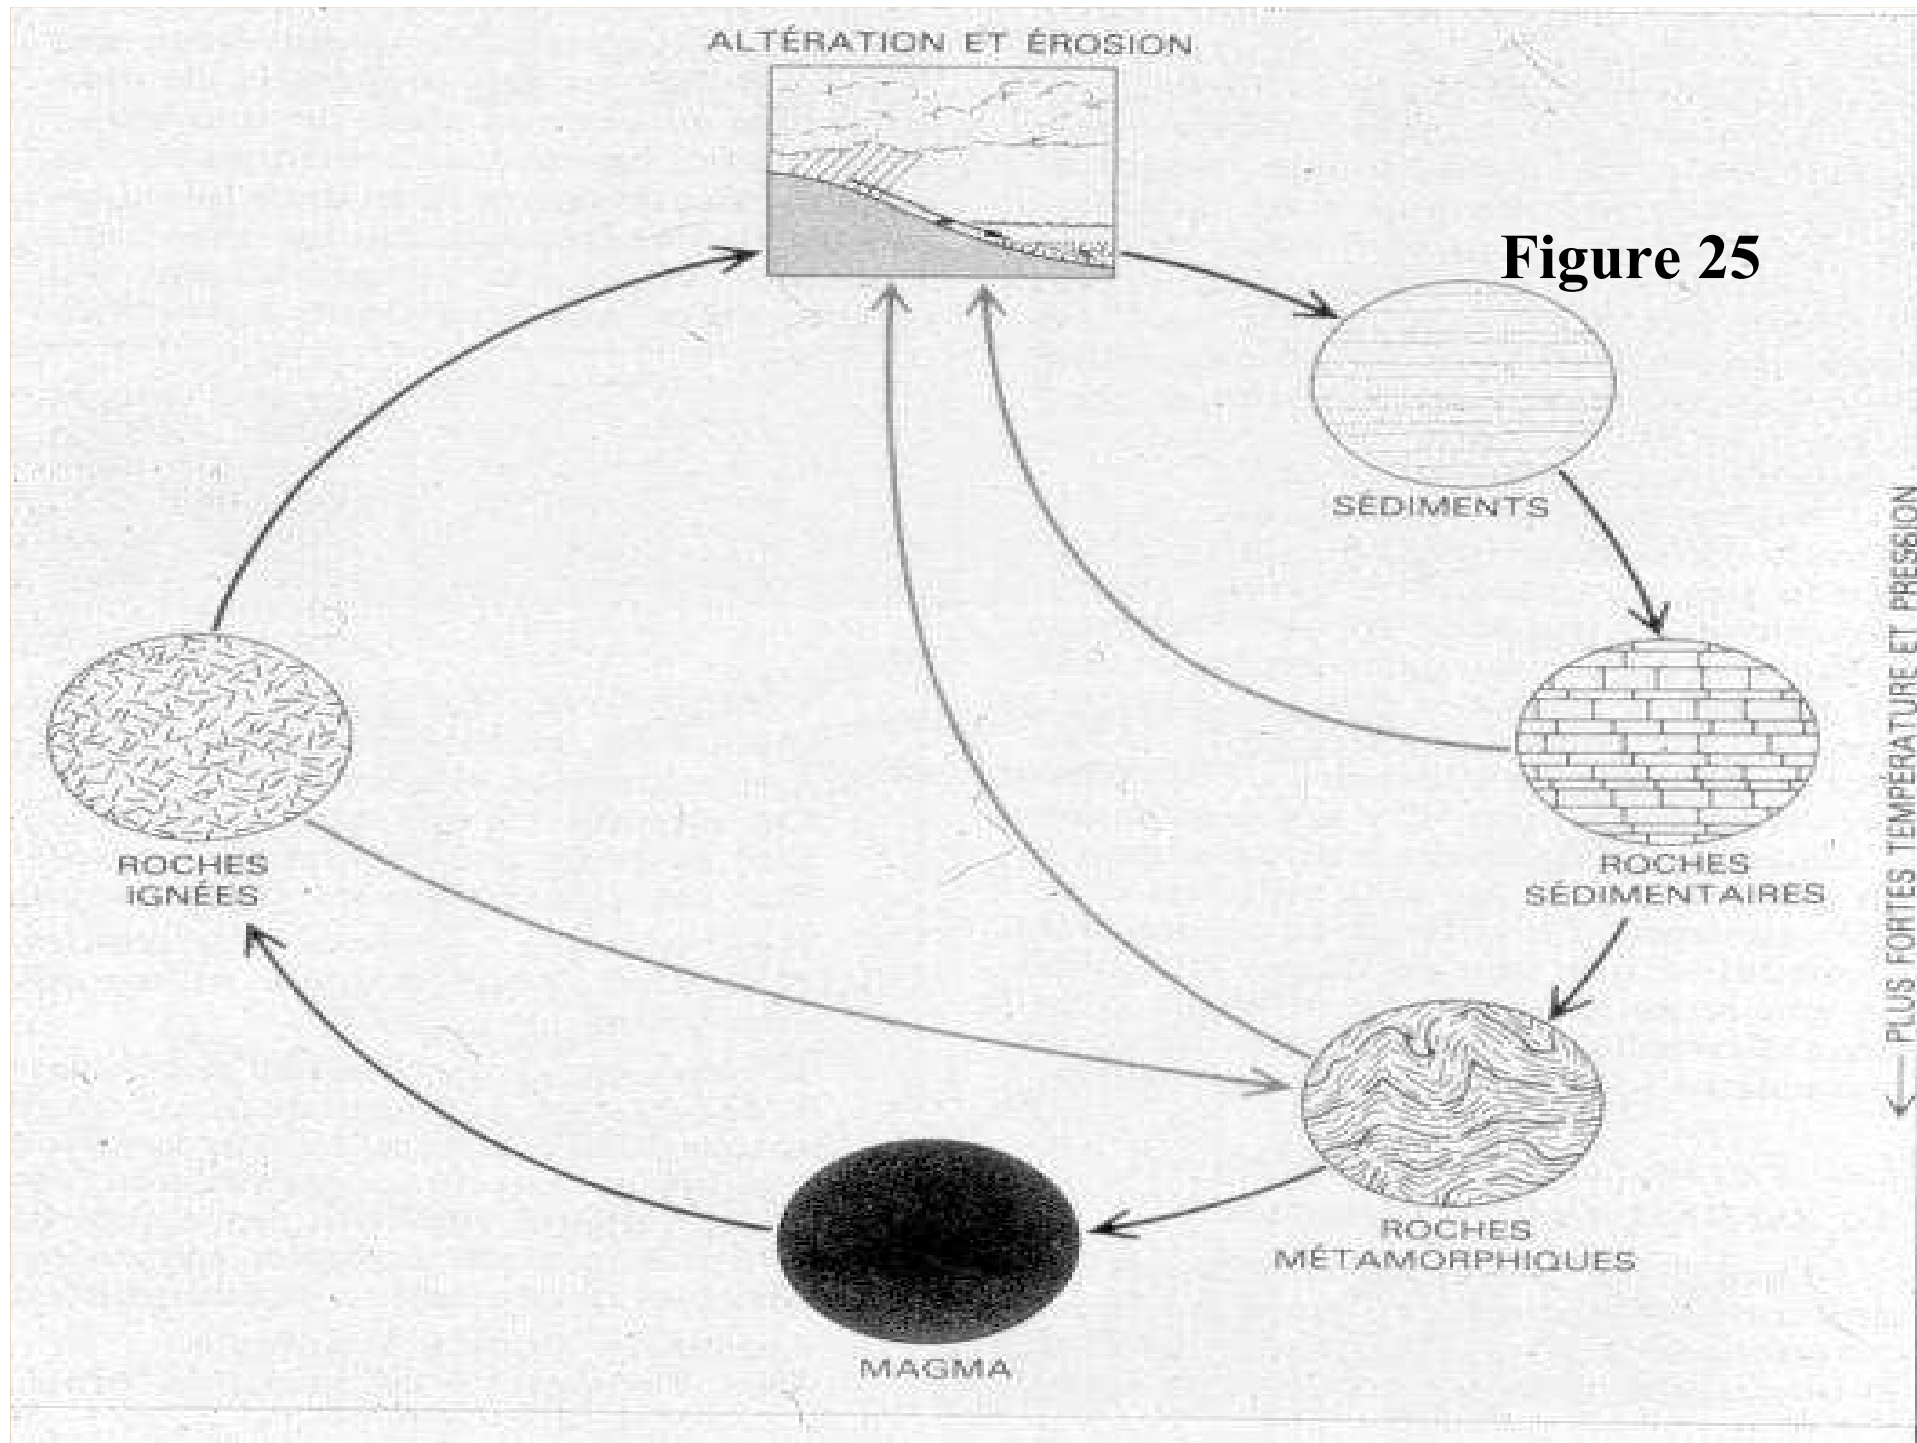 ALTÉRATION ET ÉROSION
Figure 25
SÉDIMENTS
PLUS FORTES TEMPÉRATURE ET PRESSION
ROCHES
IGNÉES
ROCHES
SÉDIMENTAIRES
ROCHES
MÉTAMORPHIQUES
MAGMA